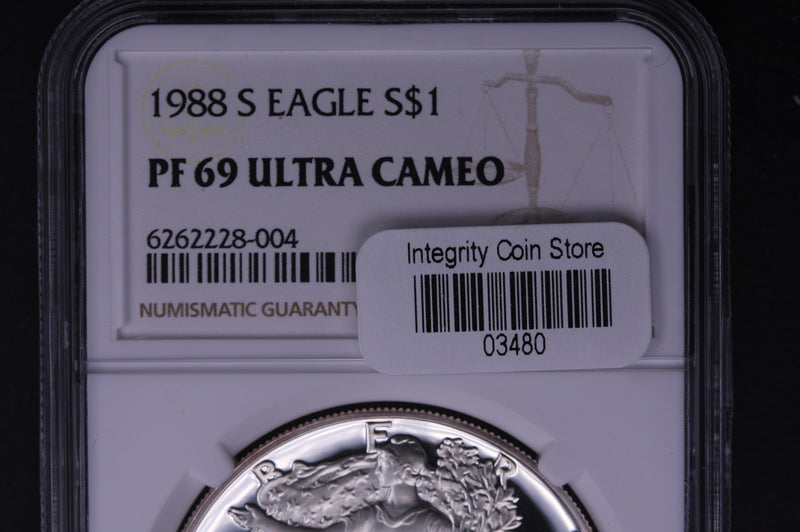 1988 S EAGLE S$1
PF 69 ULTRA CAMEO
6262228-004
NUMISMATIC GUARANTY
Integrity Coin Store
03480
B E R